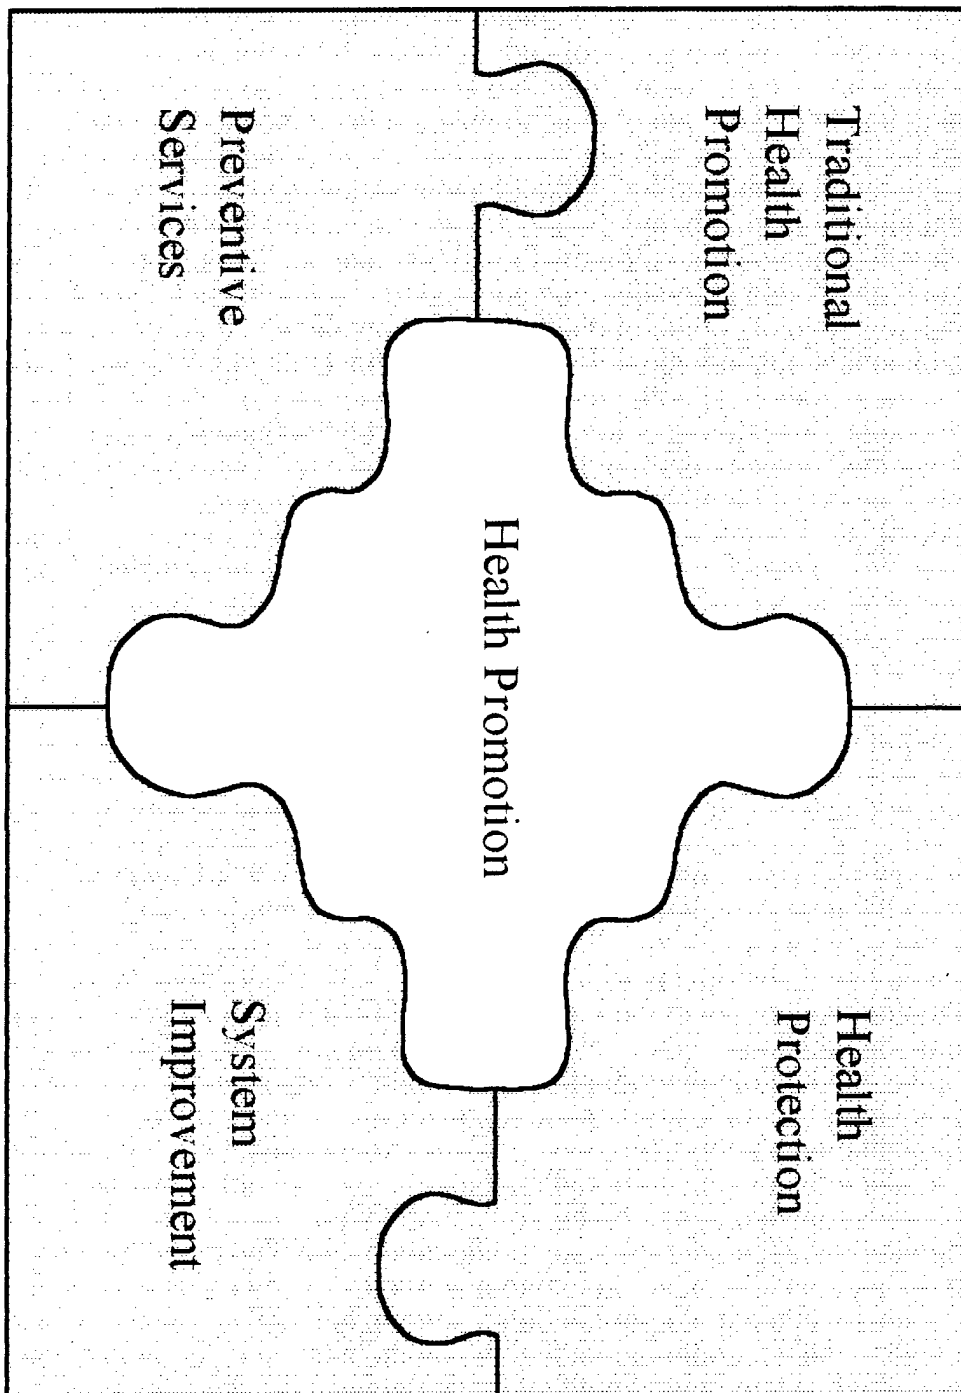 Traditional
Health
Promotion
Health
Protection
Health Promotion
Preventive
Services
System
Improvement